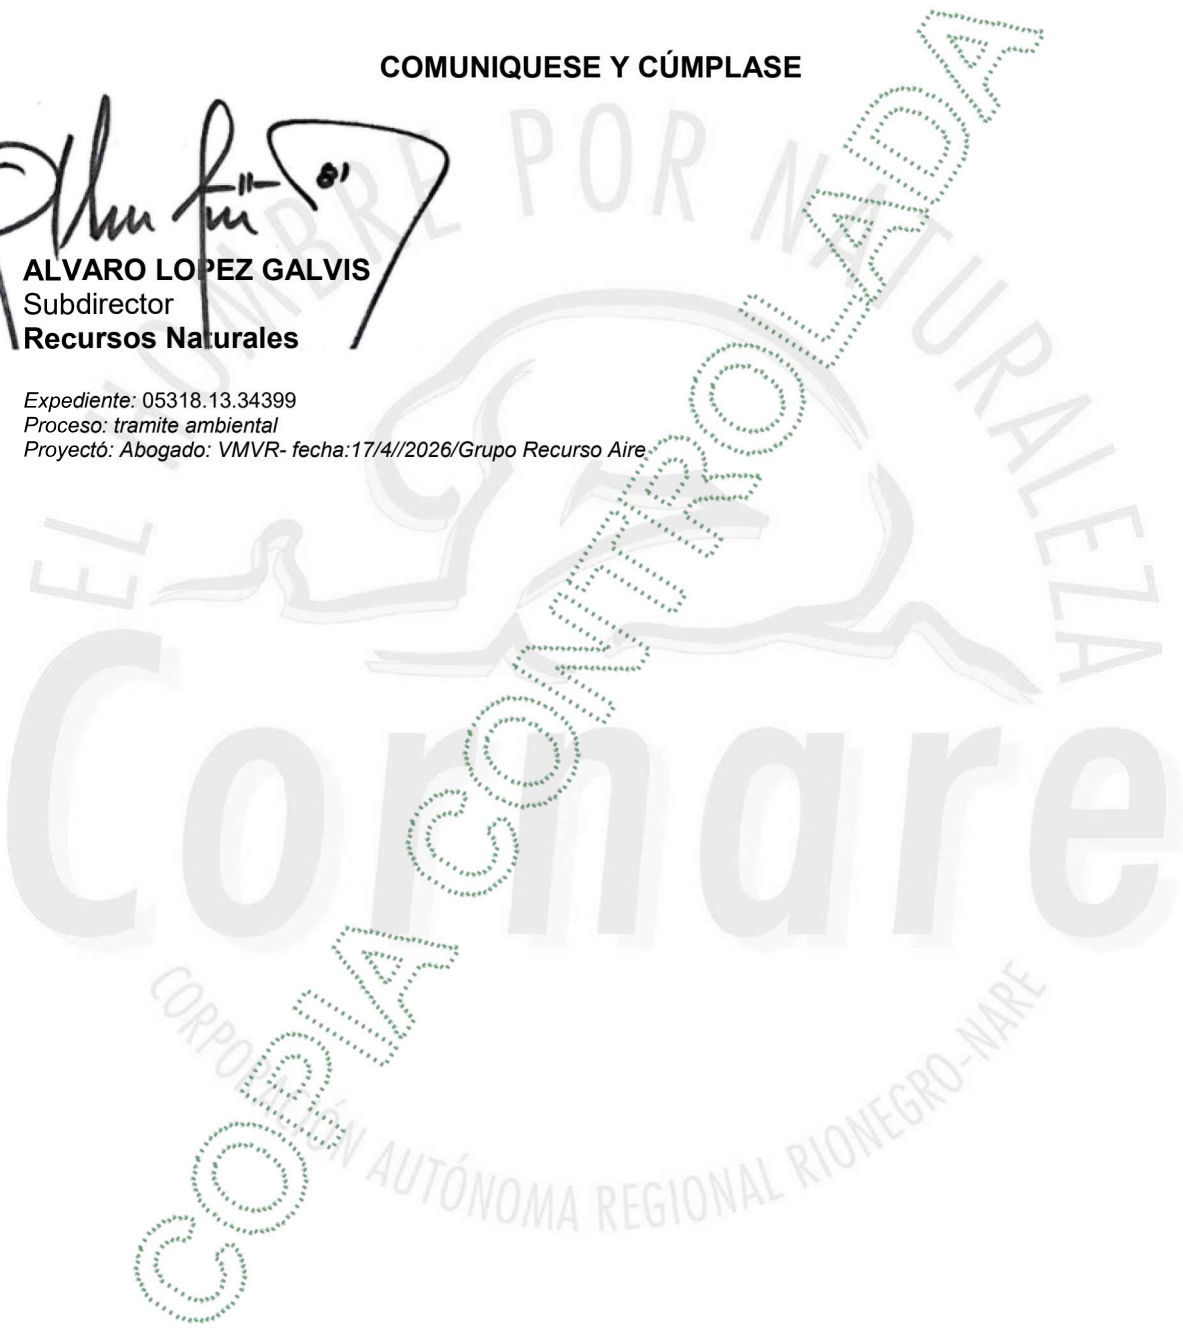 COMUNIQUESE Y CÚMPLASE
ALVARO LOPEZ GALVIS
Subdirector
Recursos Naturales
Expediente: 05318.13.34399
Proceso: tramite ambiental
Proyectó: Abogado: VMVR- fecha:17/4//2026/Grupo Recurso Aire
COPIA CONTROLADA
EL HOMBRE POR NATURALEZA
Cornare
CORPORACIÓN AUTÓNOMA REGIONAL RIONEGRO-NARE